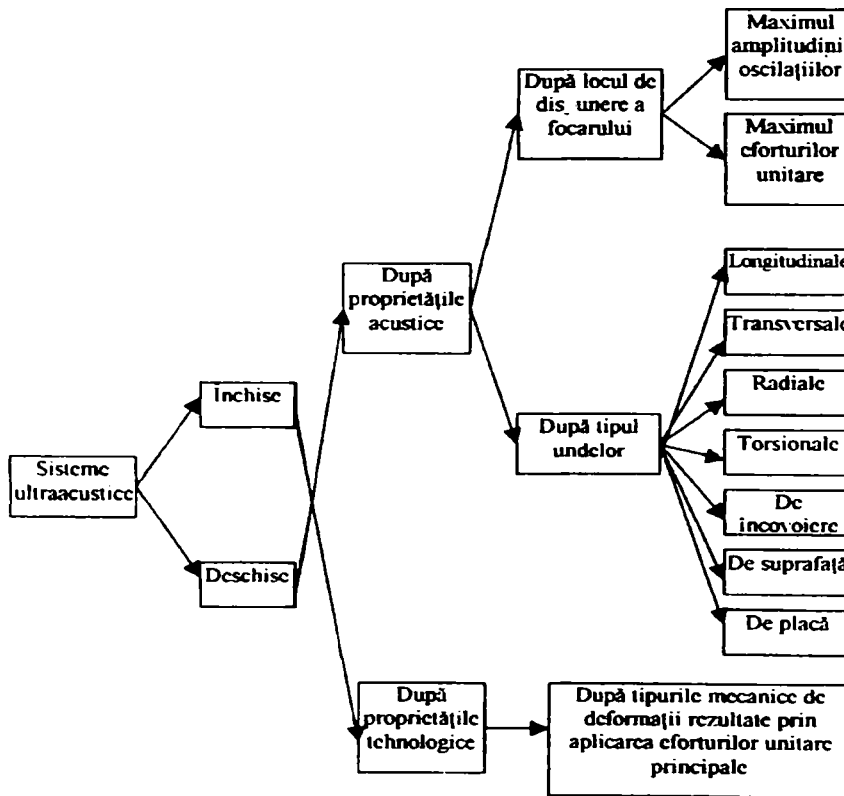 Maximul
amplitudini
oscilațiilor
După locul de
dis_unere a
focarului
Maximul
eforturilor
unitare
După
proprietățile
acustice
Longitudinale
Transversale
Radiale
Inchise
După tipul
undelor
Torsionale
Sisteme
ultraacustice
De
incovoiere
Deschise
De suprafață
De placă
După
proprietățile
tehnologice
După tipurile mecanice de
deformații rezultate prin
aplicarea eforturilor unitare
principale